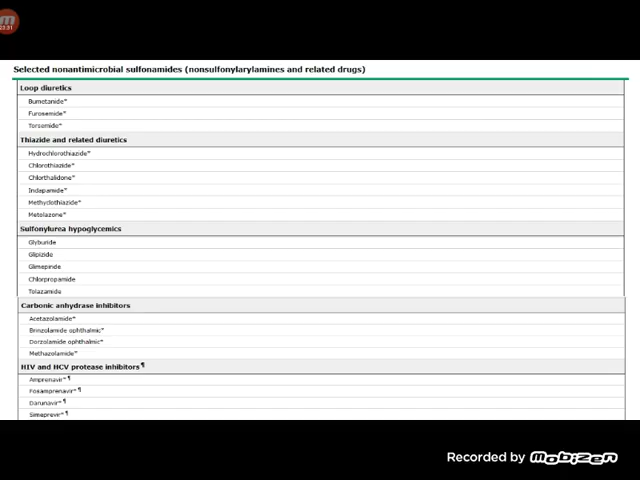 23:31
Selected nonantimicrobial sulfonamides (nonsulfonylarylamines and related drugs)
Loop diuretics
Bumetanide*
Furosemide*
Torsemide*
Thiazide and related diuretics
Hydrochlorothiazide*
Chlorothiazide*
Chlorthalidone*
Indapamide*
Methyclothiazide*
Metolazone*
Sulfonylurea hypoglycemics
Glyburide
Glipizide
Glimepiride
Chlorpropamide
Tolazamide
Carbonic anhydrase inhibitors
Acetazolamide*
Brinzolamide ophthalmic*
Dorzolamide ophthalmic*
Methazolamide*
HIV and HCV protease inhibitors¶
Amprenavir*¶
Fosamprenavir*¶
Darunavir*¶
Simeprevir*¶
Recorded by Mobizen